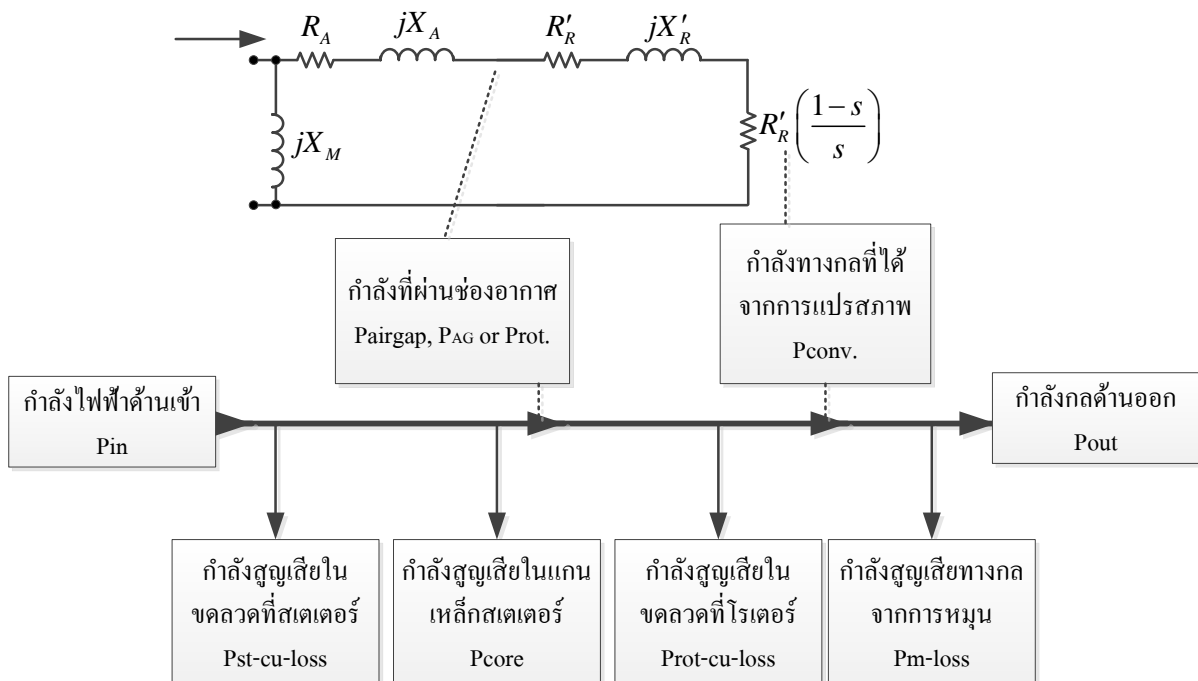 R_A
jX_A
R'_R
jX'_R
jX_M
R'_R((1-s)/s)
กำลังที่ผ่านช่องอากาศ
Pairgap, PAG or Prot.
กำลังทางกลที่ได้
จากการแปรสภาพ
Pconv.
กำลังไฟฟ้าด้านเข้า
Pin
กำลังกลด้านออก
Pout
กำลังสูญเสียใน
ขดลวดที่สเตเตอร์
Pst-cu-loss
กำลังสูญเสียในแกน
เหล็กสเตเตอร์
Pcore
กำลังสูญเสียใน
ขดลวดที่โรเตอร์
Prot-cu-loss
กำลังสูญเสียทางกล
จากการหมุน
Pm-loss